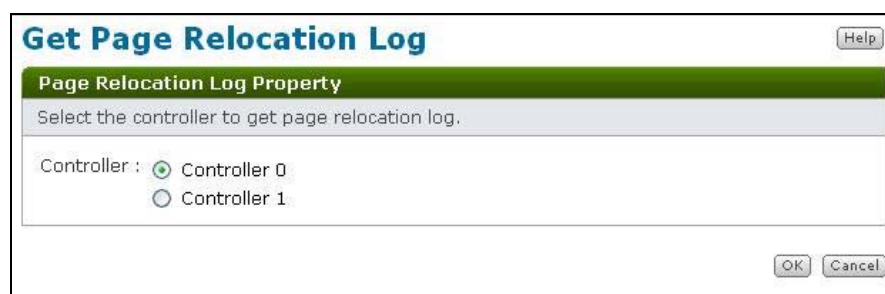 Get Page Relocation Log
Help
Page Relocation Log Property
Select the controller to get page relocation log.
Controller : Controller 0
Controller 1
OK Cancel